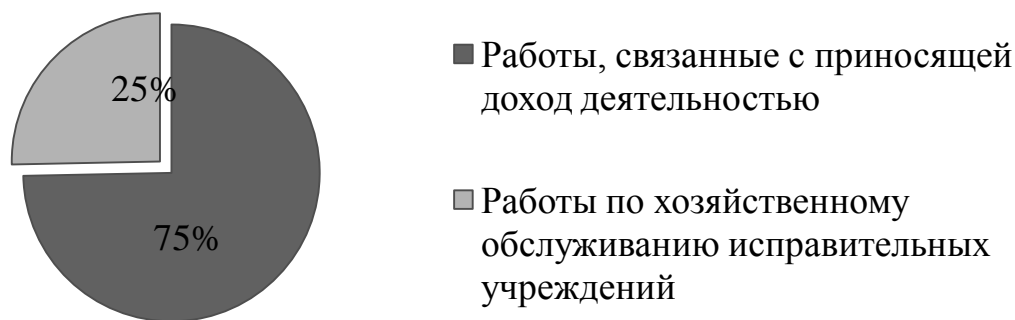 25%
75%
Работы, связанные с приносящей
доход деятельностью
Работы по хозяйственному
обслуживанию исправительных
учреждений